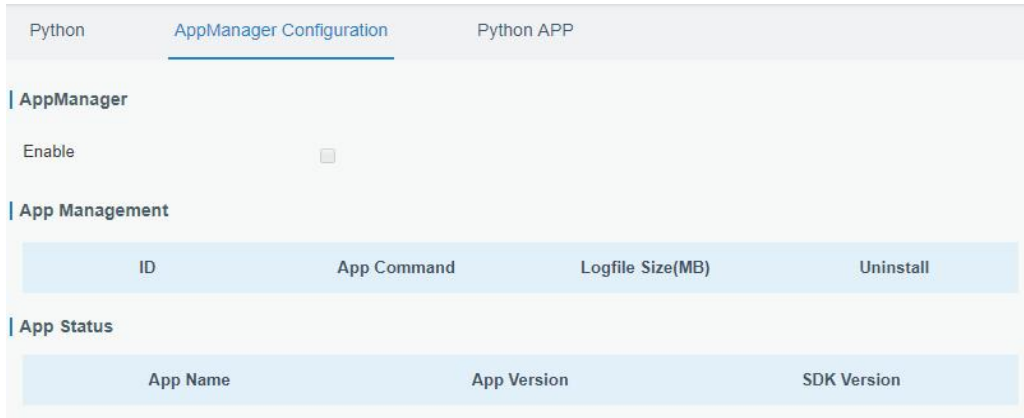 Python AppManager Configuration Python APP
AppManager
Enable
App Management
ID App Command Logfile Size(MB) Uninstall
App Status
App Name App Version SDK Version